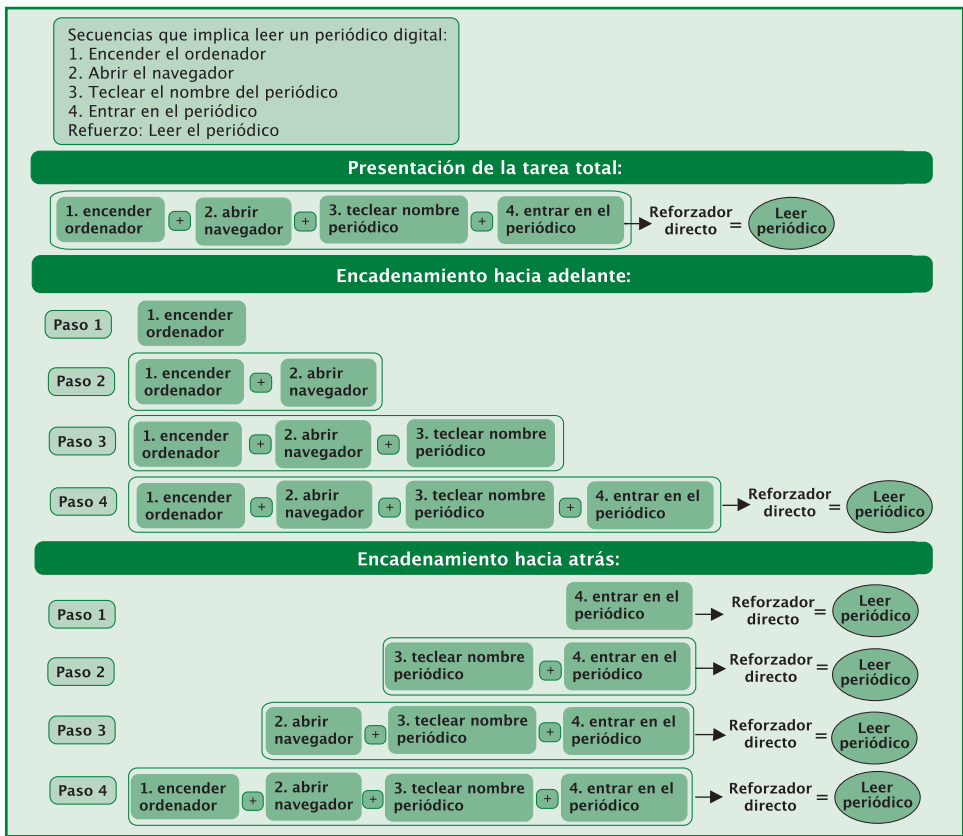 Secuencias que implica leer un periódico digital:
1. Encender el ordenador
2. Abrir el navegador
3. Teclear el nombre del periódico
4. Entrar en el periódico
Refuerzo: Leer el periódico
Presentación de la tarea total:
1. encender
ordenador
+
2. abrir
navegador
+
3. teclear nombre
periódico
+
4. entrar en el
periódico
Reforzador
directo
=
Leer
periódico
Encadenamiento hacia adelante:
Paso 1
1. encender
ordenador
Paso 2
1. encender
ordenador
+
2. abrir
navegador
Paso 3
1. encender
ordenador
+
2. abrir
navegador
+
3. teclear nombre
periódico
Paso 4
1. encender
ordenador
+
2. abrir
navegador
+
3. teclear nombre
periódico
+
4. entrar en el
periódico
Reforzador
directo
=
Leer
periódico
Encadenamiento hacia atrás:
Paso 1
4. entrar en el
periódico
Reforzador
directo
=
Leer
periódico
Paso 2
3. teclear nombre
periódico
+
4. entrar en el
periódico
Reforzador
directo
=
Leer
periódico
Paso 3
2. abrir
navegador
+
3. teclear nombre
periódico
+
4. entrar en el
periódico
Reforzador
directo
=
Leer
periódico
Paso 4
1. encender
ordenador
+
2. abrir
navegador
+
3. teclear nombre
periódico
+
4. entrar en el
periódico
Reforzador
directo
=
Leer
periódico